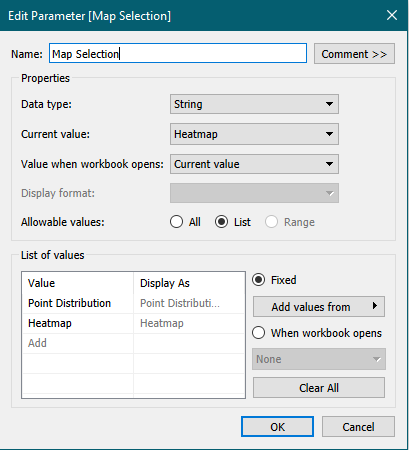 Edit Parameter [Map Selection]
Name: Map Selection Comment >>
Properties
Data type: String
Current value: Heatmap
Value when workbook opens: Current value
Display format:
Allowable values: All List Range
List of values
Value Display As
Point Distribution Point Distributi...
Heatmap Heatmap
Add
Fixed
Add values from
When workbook opens
None
Clear All
OK Cancel